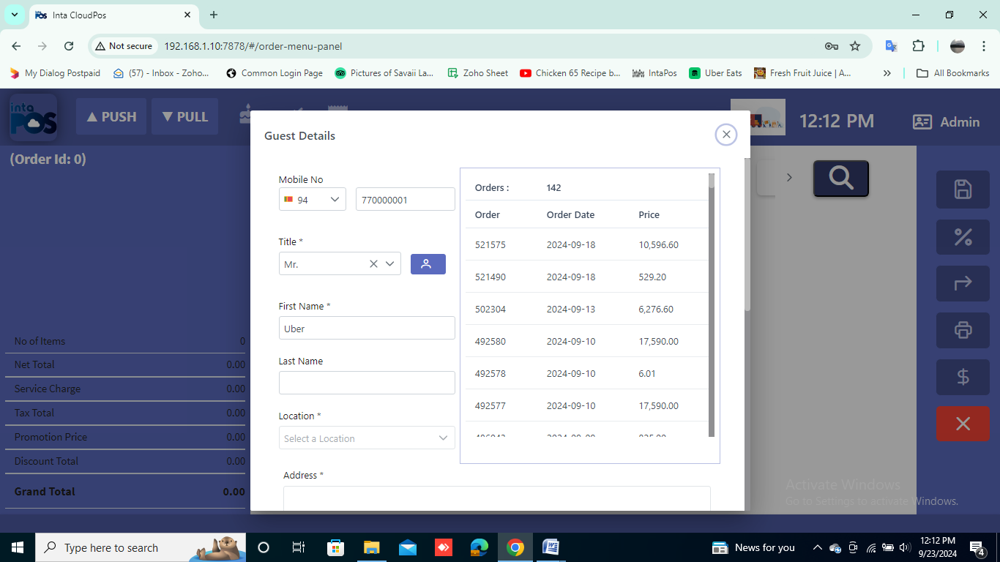 Inta CloudPos
Not secure
192.168.1.10:7878/#/order-menu-panel
My Dialog Postpaid
(57) - Inbox - Zoho...
Common Login Page
Pictures of Savaii La...
Zoho Sheet
Chicken 65 Recipe b...
IntaPos
Uber Eats
Fresh Fruit Juice | A...
All Bookmarks
inta
POS
▲ PUSH
▼ PULL
12:12 PM
Admin
(Order Id: 0)
Guest Details
Mobile No
94
770000001
Title *
Mr.
First Name *
Uber
Last Name
Location *
Select a Location
Address *
Orders : 142
Order Order Date Price
521575 2024-09-18 10,596.60
521490 2024-09-18 529.20
502304 2024-09-13 6,276.60
492580 2024-09-10 17,590.00
492578 2024-09-10 6.01
492577 2024-09-10 17,590.00
No of Items 0
Net Total 0.00
Service Charge 0.00
Tax Total 0.00
Promotion Price 0.00
Discount Total 0.00
Grand Total 0.00
Activate Windows
Go to Settings to activate Windows.
Type here to search
News for you
12:12 PM
9/23/2024
4